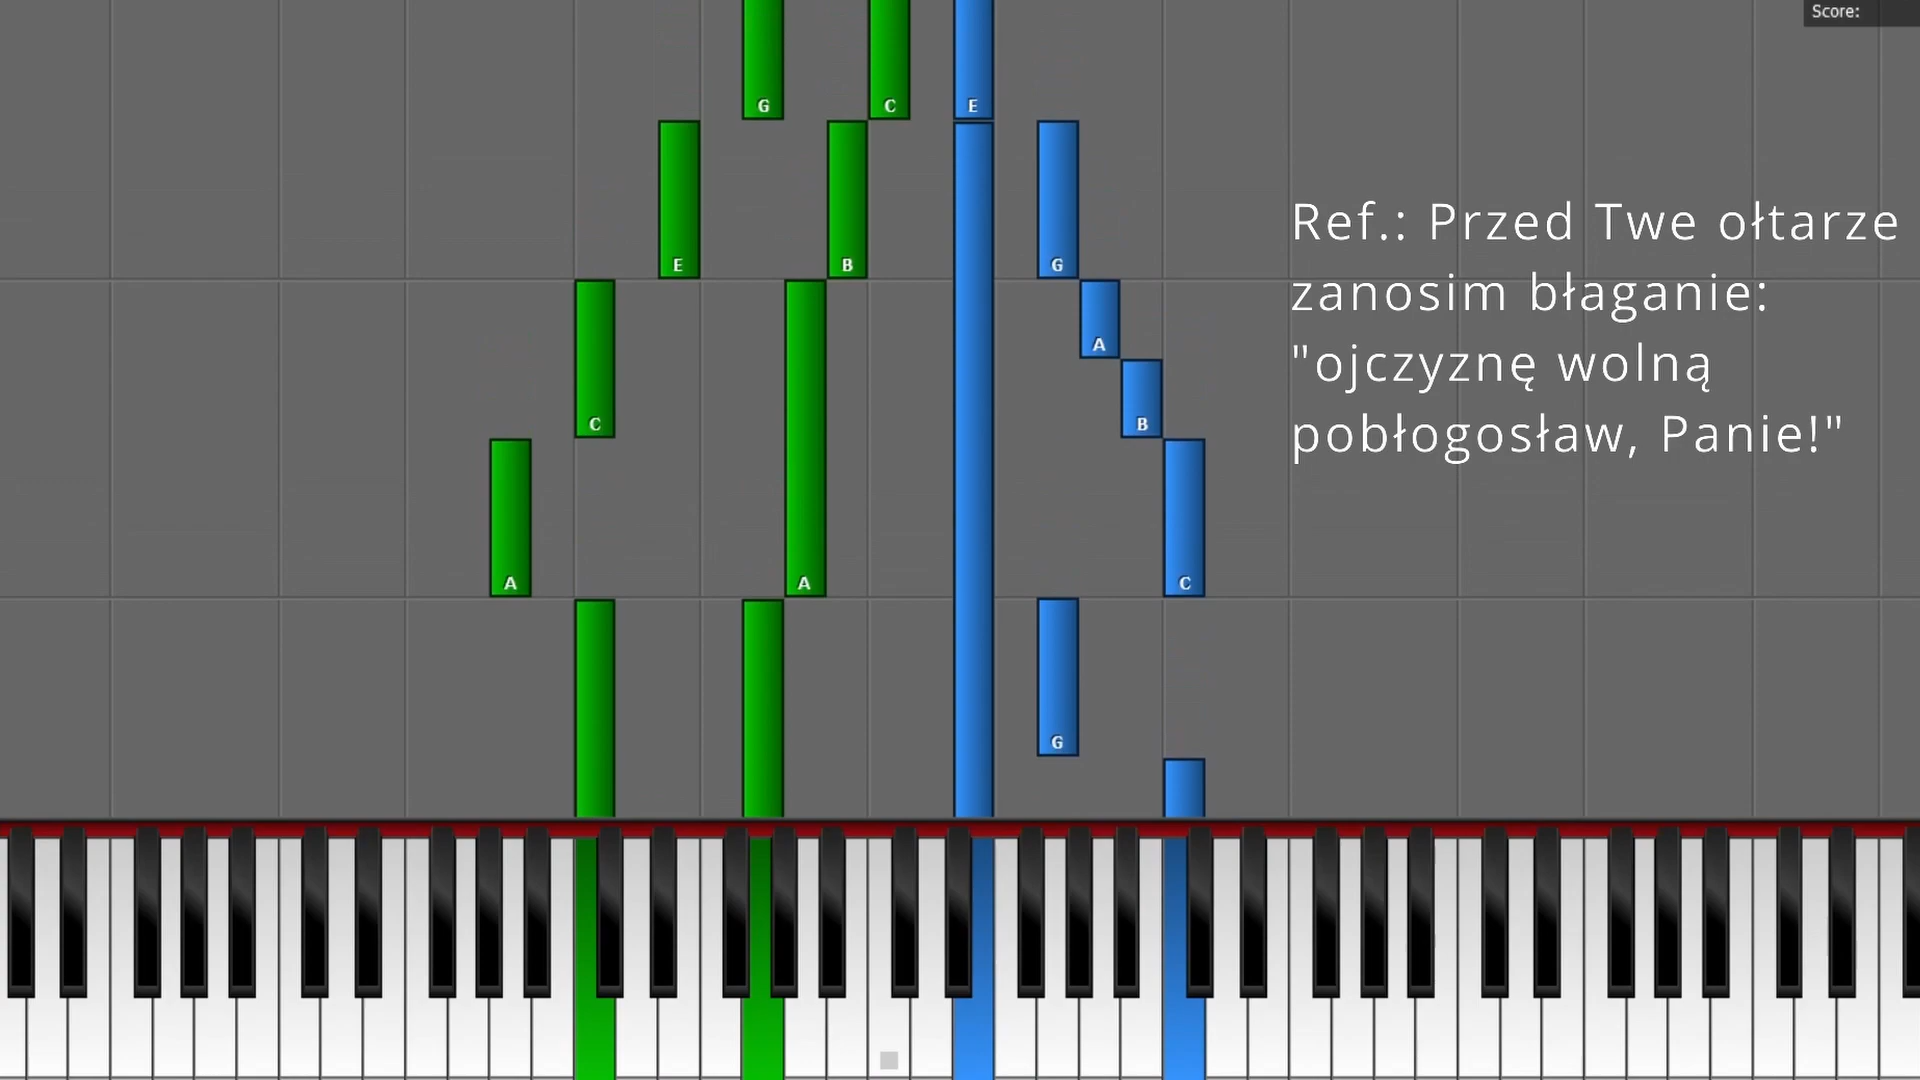 Score:
G C E
E B G
A
C B
A A C
G
Ref.: Przed Twe ołtarze
zanosim błaganie:
"ojczyznę wolną
pobłogosław, Panie!"